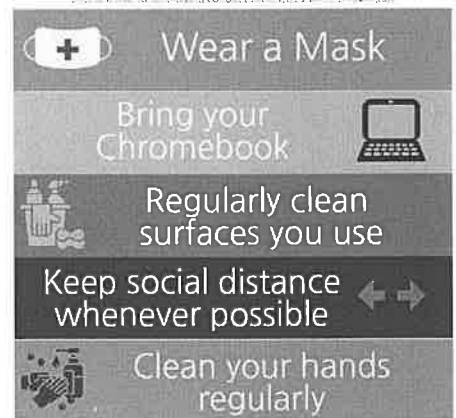 Wear a Mask
Bring your
Chromebook
Regularly clean
surfaces you use
Keep social distance
whenever possible
Clean your hands
regularly